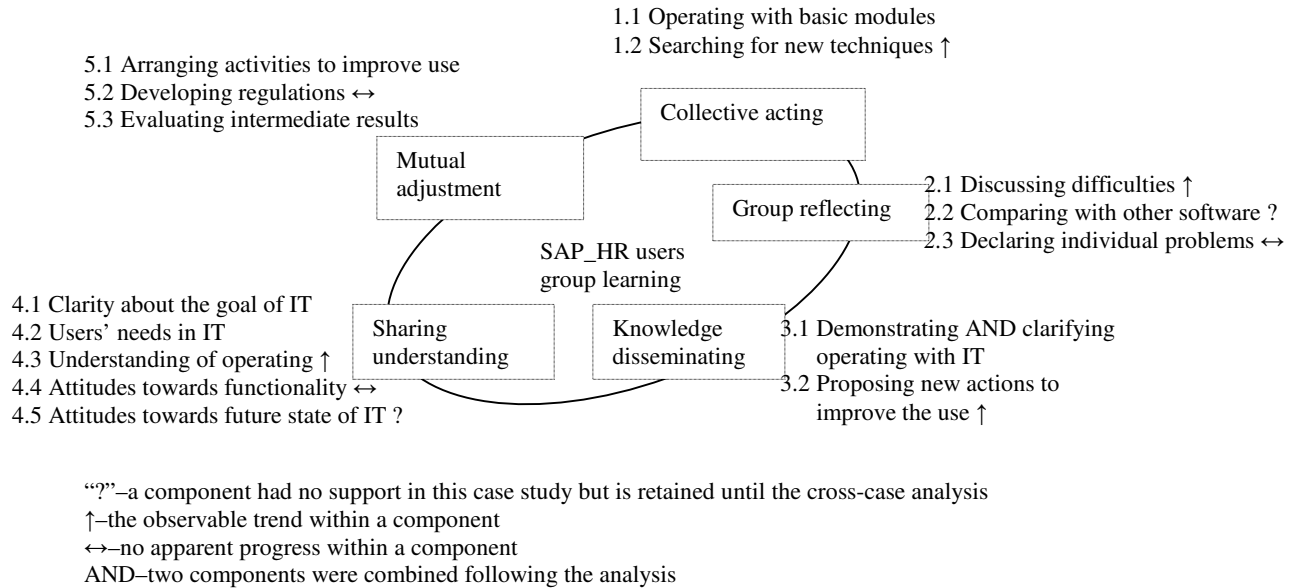 1.1 Operating with basic modules
1.2 Searching for new techniques ↑
5.1 Arranging activities to improve use
5.2 Developing regulations ↔
5.3 Evaluating intermediate results
Collective acting
Mutual
adjustment
2.1 Discussing difficulties ↑
2.2 Comparing with other software ?
2.3 Declaring individual problems ↔
Group reflecting
SAP_HR users
group learning
4.1 Clarity about the goal of IT
4.2 Users’ needs in IT
4.3 Understanding of operating ↑
4.4 Attitudes towards functionality ↔
4.5 Attitudes towards future state of IT ?
Sharing
understanding
Knowledge
disseminating
3.1 Demonstrating AND clarifying
operating with IT
3.2 Proposing new actions to
improve the use ↑
“?”–a component had no support in this case study but is retained until the cross-case analysis
↑–the observable trend within a component
↔–no apparent progress within a component
AND–two components were combined following the analysis